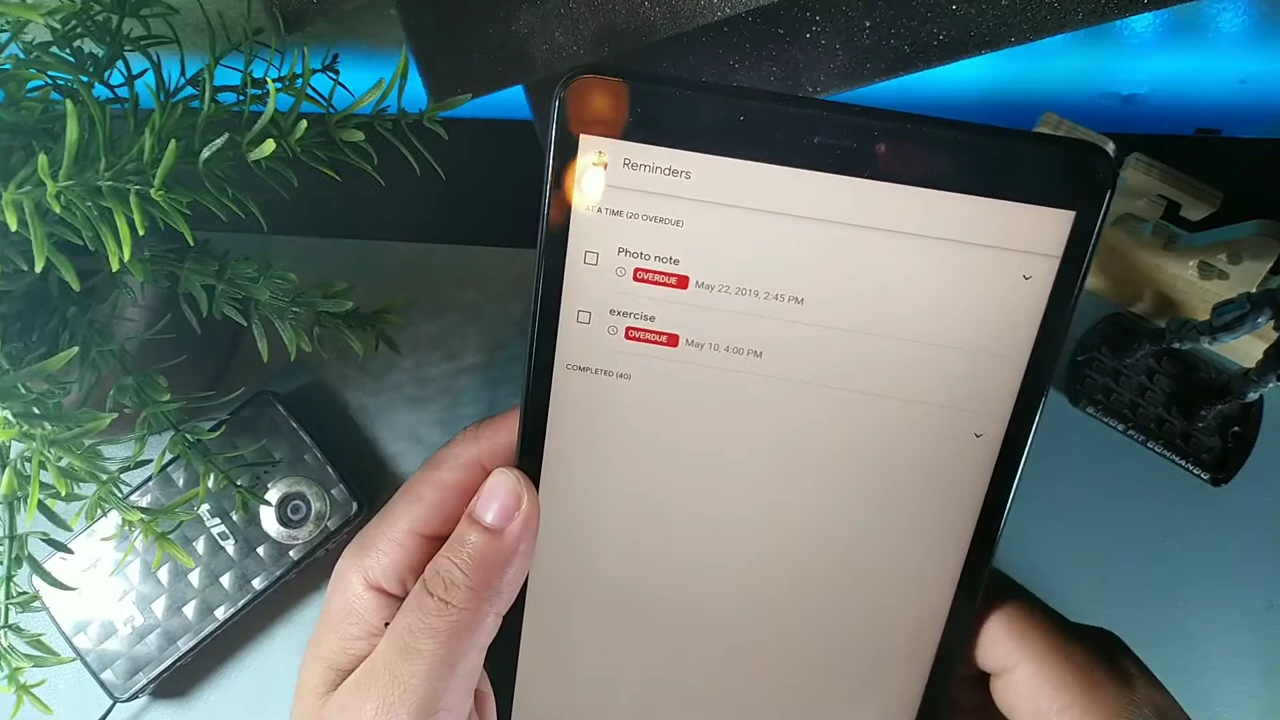 Reminders
AT A TIME (20 OVERDUE)
Photo note
OVERDUE May 22, 2019, 2:45 PM
exercise
OVERDUE May 10, 4:00 PM
COMPLETED (40)